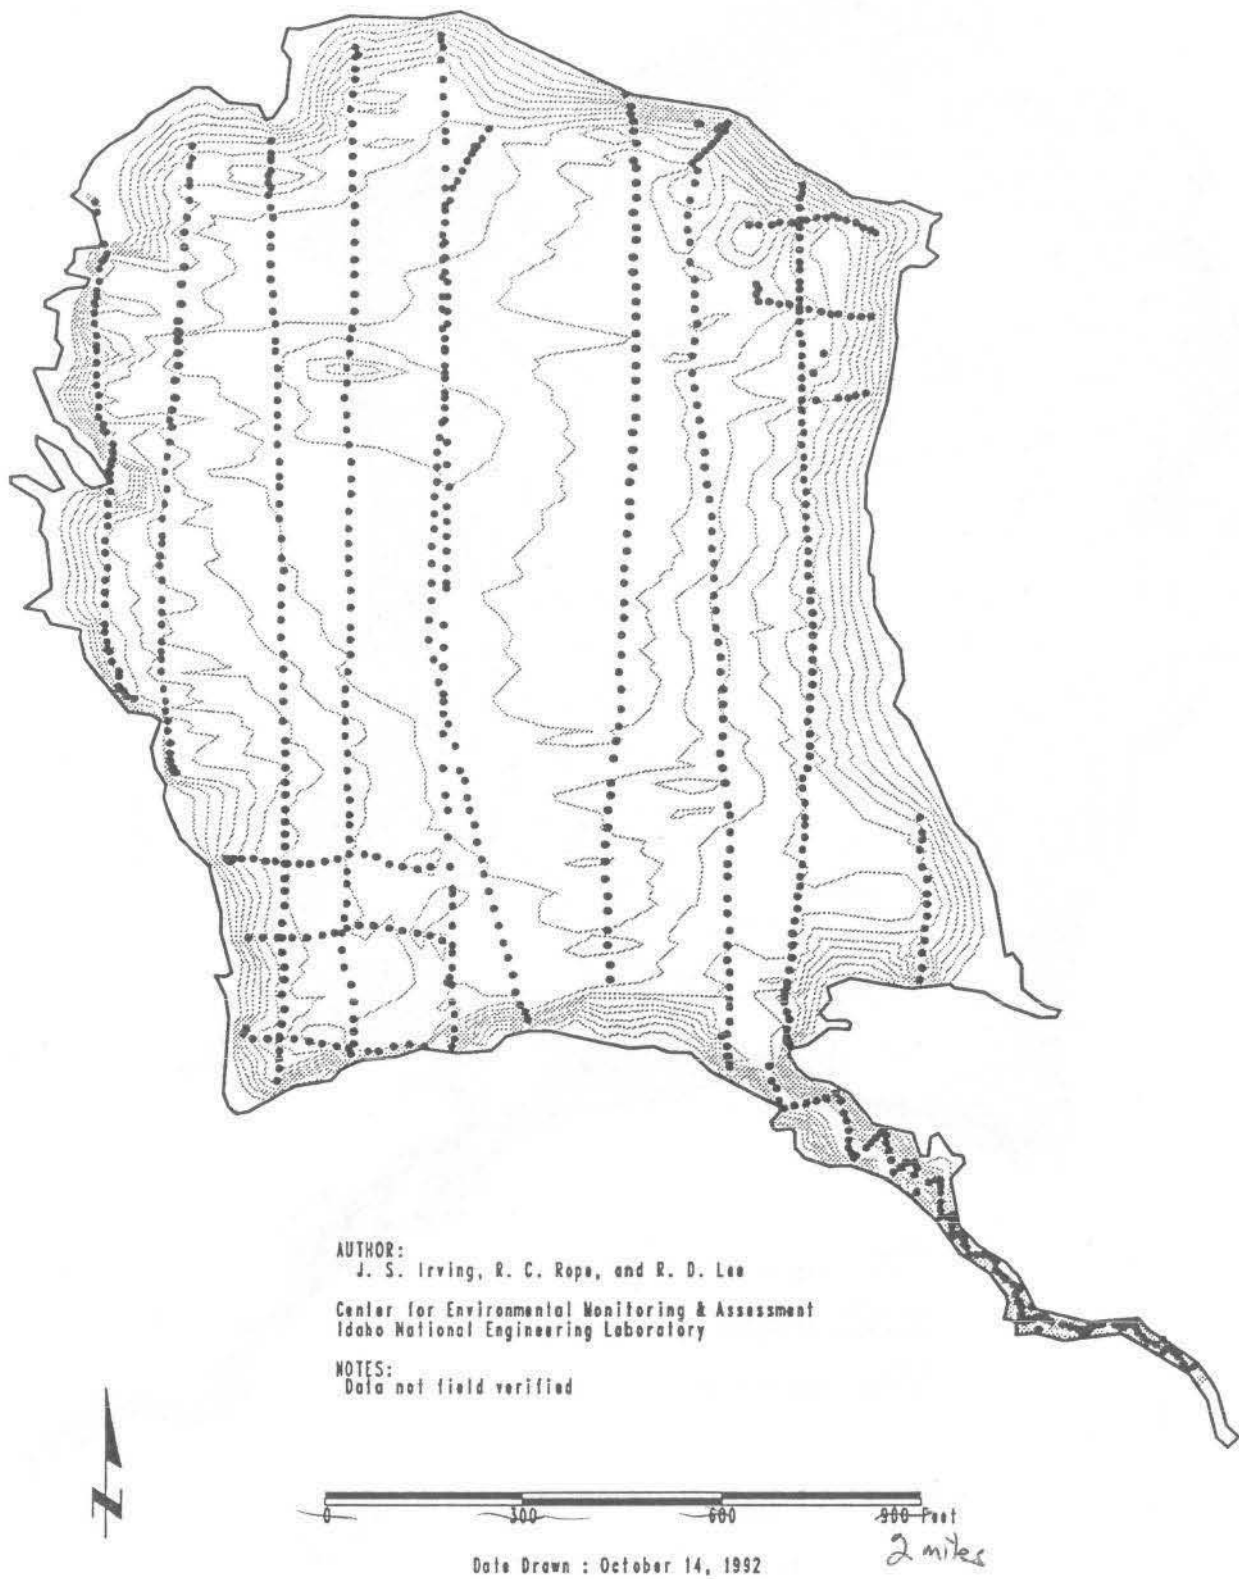 AUTHOR:
J. S. Irving, R. C. Rope, and R. D. Lee
Center for Environmental Monitoring & Assessment
Idaho National Engineering Laboratory
NOTES:
Data not field verified
N
0 300 600 900 Feet
2 miles
Date Drawn : October 14, 1992